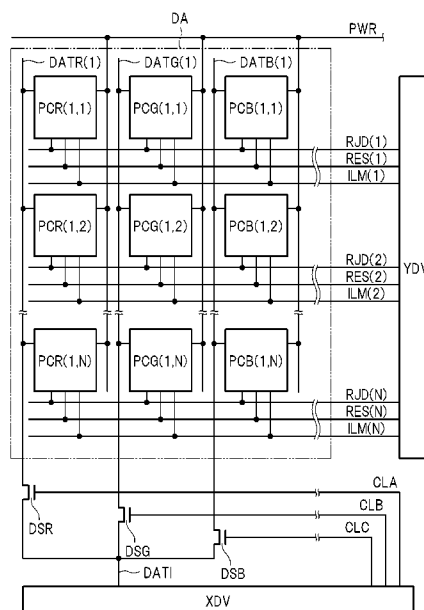 DA
PWR
DATR(1) DATG(1) DATB(1)
PCR(1,1) PCG(1,1) PCB(1,1)
RJD(1)
RES(1)
ILM(1)
PCR(1,2) PCG(1,2) PCB(1,2)
YDV
RJD(2)
RES(2)
ILM(2)
PCR(1,N) PCG(1,N) PCB(1,N)
RJD(N)
RES(N)
ILM(N)
CLA
DSR
CLB
DSG
CLC
DSB
DATI
XDV